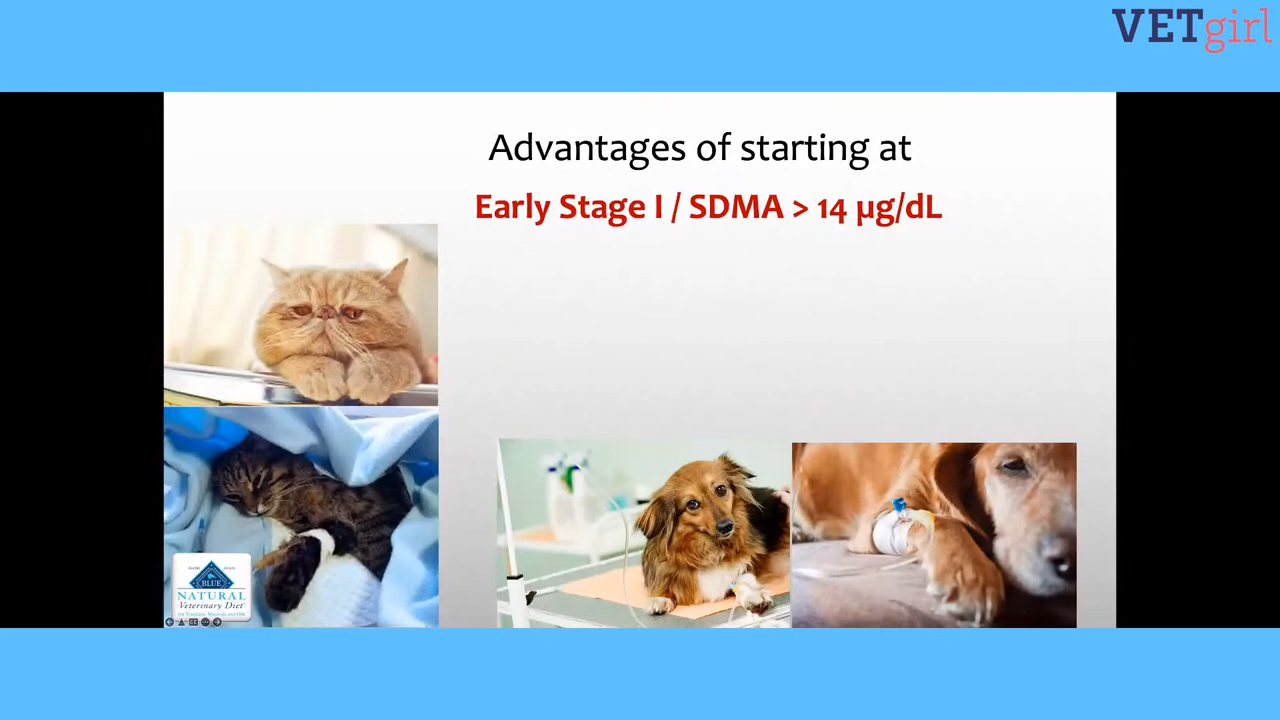 VETgirl
Advantages of starting at
Early Stage I / SDMA > 14 µg/dL
BLUE
NATURAL
Veterinary Diet